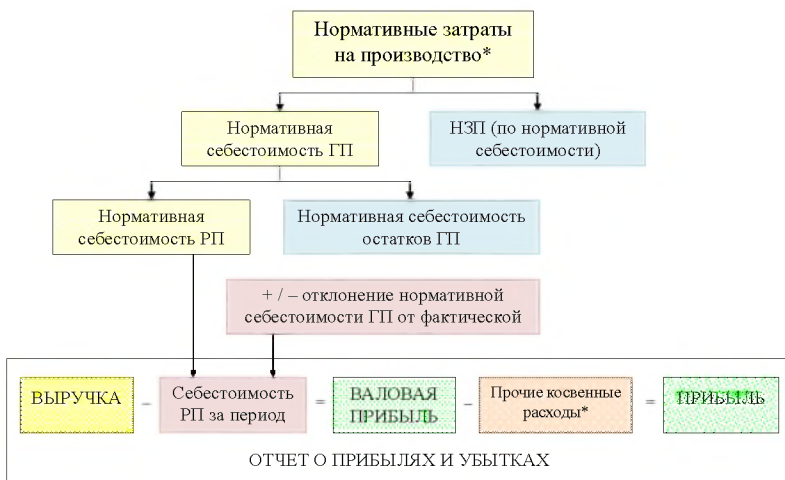 Нормативные затраты
на производство*
Нормативная
себестоимость ГП
НЗП (по нормативной
себестоимости)
Нормативная
себестоимость РП
Нормативная себестоимость
остатков ГП
+ / – отклонение нормативной
себестоимости ГП от фактической
ВЫРУЧКА
–
Себестоимость
РП за период
=
ВАЛОВАЯ
ПРИБЫЛЬ
–
Прочие косвенные
расходы*
=
ПРИБЫЛЬ
ОТЧЕТ О ПРИБЫЛЯХ И УБЫТКАХ